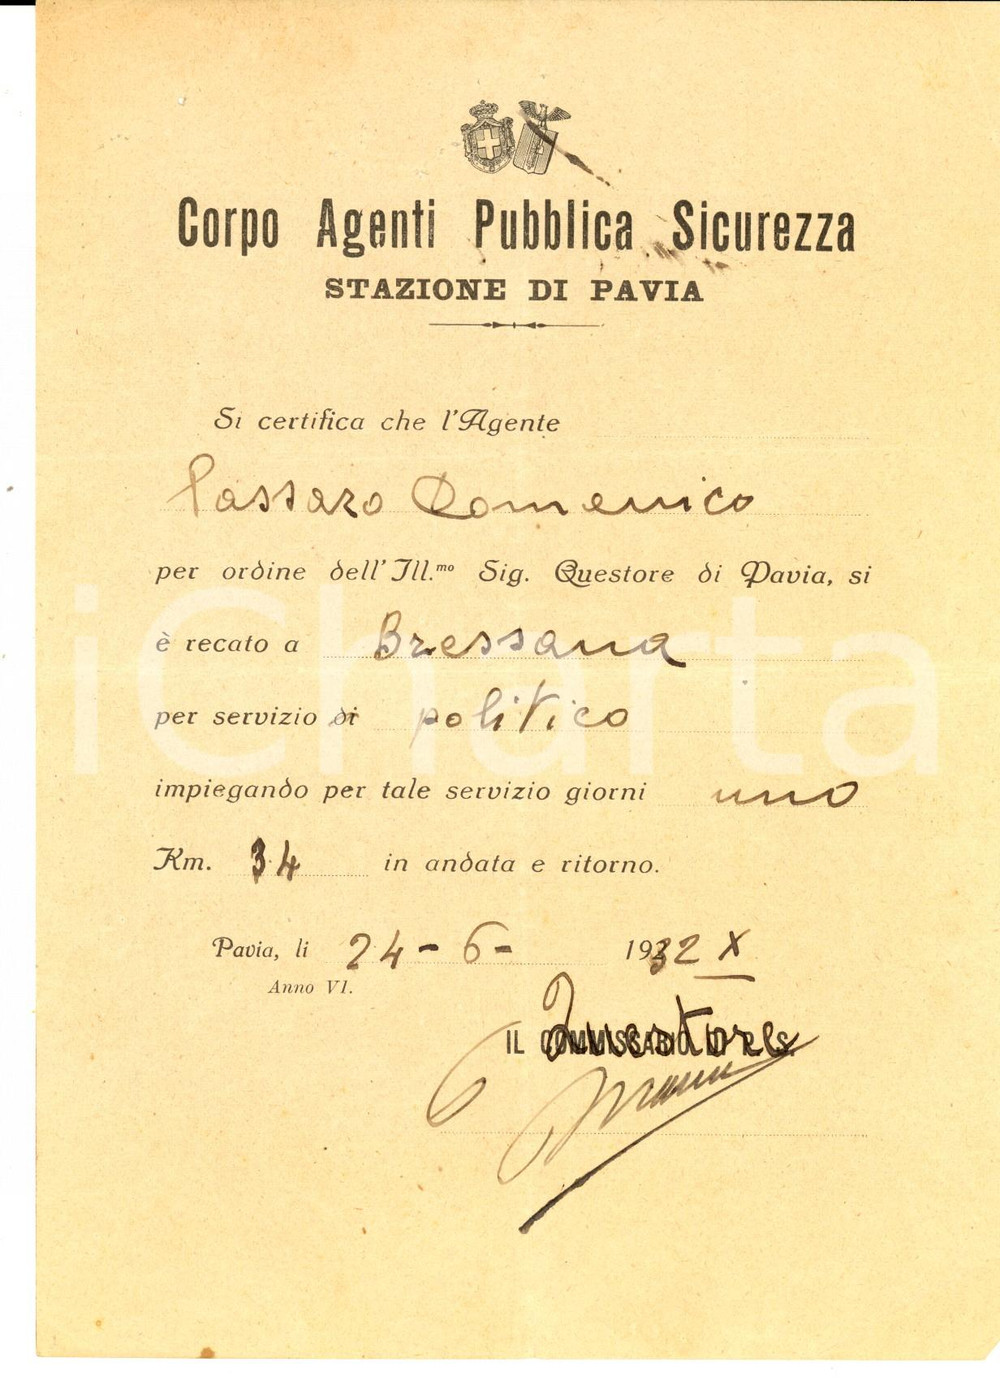 Corpo Agenti Pubblica Sicurezza
STAZIONE DI PAVIA
Si certifica che l'Agente
Passaro Domenico
per ordine dell'Ill.mo Sig. Questore di Pavia, si
è recato a Bressana
per servizio di politico
impiegando per tale servizio giorni uno
Km. 34 in andata e ritorno.
Pavia, li 24-6- 1932 X
Anno VI.
Questore
IL COMMISSARIO DI P. S.
iCharta